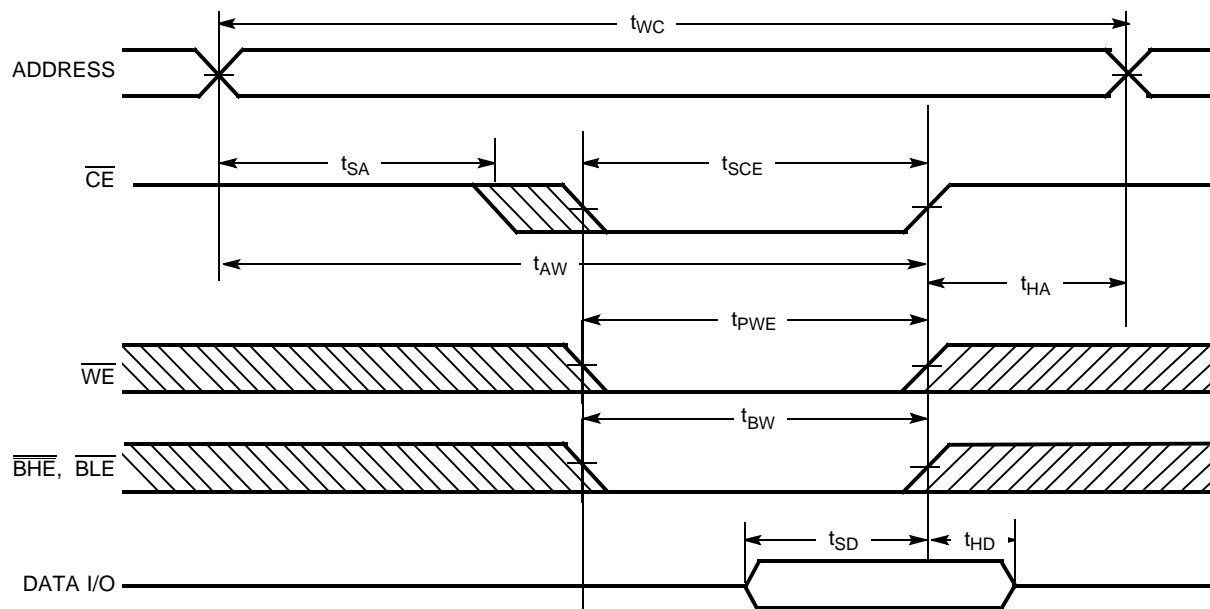 tWC
ADDRESS
tSA
tSCE
CE
tAW
tHA
tPWE
WE
tBW
BHE, BLE
tSD
tHD
DATA I/O